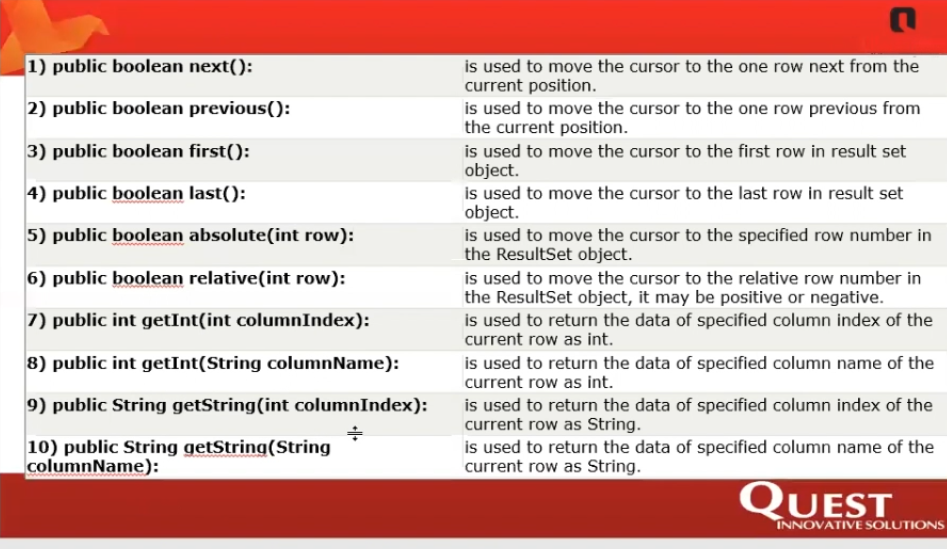 1) public boolean next():
is used to move the cursor to the one row next from the
current position.
2) public boolean previous():
is used to move the cursor to the one row previous from
the current position.
3) public boolean first():
is used to move the cursor to the first row in result set
object.
4) public boolean last():
is used to move the cursor to the last row in result set
object.
5) public boolean absolute(int row):
is used to move the cursor to the specified row number in
the ResultSet object.
6) public boolean relative(int row):
is used to move the cursor to the relative row number in
the ResultSet object, it may be positive or negative.
7) public int getInt(int columnIndex):
is used to return the data of specified column index of the
current row as int.
8) public int getInt(String columnName):
is used to return the data of specified column name of the
current row as int.
9) public String getString(int columnIndex):
is used to return the data of specified column index of the
current row as String.
10) public String getString(String
columnName):
is used to return the data of specified column name of the
current row as String.
QUEST
INNOVATIVE SOLUTIONS